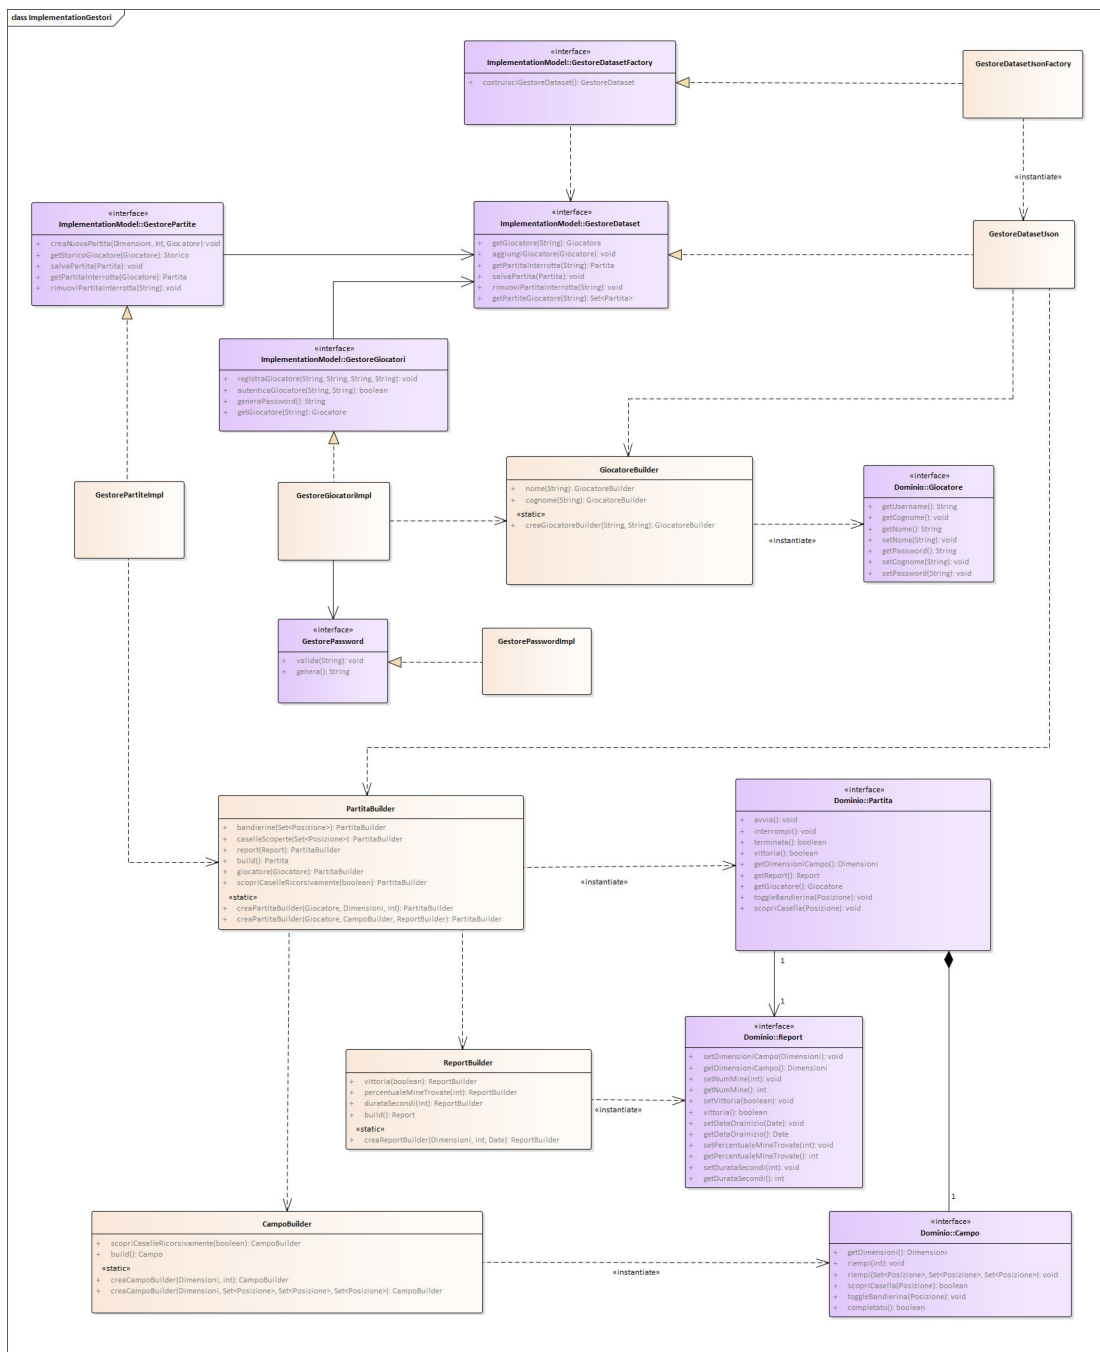 class ImplementationGestori
«interface»
ImplementationModel::GestoreDatasetFactory
+ costruisciGestoreDataset(): GestoreDataset
GestoreDatasetJsonFactory
«instantiate»
«interface»
ImplementationModel::GestorePartite
+ creaNuovaPartita(Dimensioni, int, Giocatore):void
+ getStoricoGiocatore(Giocatore): Storico
+ salvaPartita(Partita): void
+ getPartitaInterrotta(Giocatore): Partita
+ rimuoviPartitaInterrotta(String): void
«interface»
ImplementationModel::GestoreDataset
+ getGiocatore(String): Giocatore
+ aggiungiGiocatore(Giocatore): void
+ getPartitaInterrotta(String): Partita
+ salvaPartita(Partita): void
+ rimuoviPartitaInterrotta(String): void
+ getPartiteGiocatore(String): Set<Partita>
GestoreDatasetJson
«interface»
ImplementationModel::GestoreGiocatori
+ registraGiocatore(String, String, String, String): void
+ autenticaGiocatore(String, String): boolean
+ generaPassword(): String
+ getGiocatore(String): Giocatore
GestorePartiteImpl
GestoreGiocatoriImpl
GiocatoreBuilder
+ nome(String): GiocatoreBuilder
+ cognome(String): GiocatoreBuilder
«static»
+ creaGiocatoreBuilder(String, String): GiocatoreBuilder
«instantiate»
«interface»
Dominio::Giocatore
+ getUsername(): String
+ getCognome(): void
+ getNome(): String
+ setNome(String): void
+ getPassword(): String
+ setCognome(String): void
+ setPassword(String): void
«interface»
GestorePassword
+ valida(String): void
+ genera(): String
GestorePasswordImpl
PartitaBuilder
+ bandierine(Set<Posizione>): PartitaBuilder
+ caselleScoperte(Set<Posizione>): PartitaBuilder
+ report(Report): PartitaBuilder
+ build(): Partita
+ giocatore(Giocatore): PartitaBuilder
+ scopriCaselleRicorsivamente(boolean): PartitaBuilder
«static»
+ creaPartitaBuilder(Giocatore, Dimensioni, int): PartitaBuilder
+ creaPartitaBuilder(Giocatore, CampoBuilder, ReportBuilder): PartitaBuilder
«instantiate»
«interface»
Dominio::Partita
+ avvia(): void
+ interrompi(): void
+ terminata(): boolean
+ vittoria(): boolean
+ getDimensioniCampo(): Dimensioni
+ getReport(): Report
+ getGiocatore(): Giocatore
+ toggleBandierina(Posizione): void
+ scopriCasella(Posizione): void
1
1
ReportBuilder
+ vittoria(boolean): ReportBuilder
+ percentualeMineTrovate(int): ReportBuilder
+ durataSecondi(int): ReportBuilder
+ build(): Report
«static»
+ creaReportBuilder(Dimensioni, int, Date): ReportBuilder
«instantiate»
«interface»
Dominio::Report
+ setDimensioniCampo(Dimensioni): void
+ getDimensioniCampo(): Dimensioni
+ setNumMine(int): void
+ getNumMine(): int
+ setVittoria(boolean): void
+ vittoria(): boolean
+ setDataOraInizio(Date): void
+ getDataOraInizio(): Date
+ setPercentualeMineTrovate(int): void
+ getPercentualeMineTrovate(): int
+ setDurataSecondi(int): void
+ getDurataSecondi(): int
1
CampoBuilder
+ scopriCaselleRicorsivamente(boolean): CampoBuilder
+ build(): Campo
«static»
+ creaCampoBuilder(Dimensioni, int): CampoBuilder
+ creaCampoBuilder(Dimensioni, Set<Posizione>, Set<Posizione>, Set<Posizione>): CampoBuilder
«instantiate»
«interface»
Dominio::Campo
+ getDimensioni(): Dimensioni
+ riempi(int): void
+ riempi(Set<Posizione>, Set<Posizione>, Set<Posizione>): void
+ scopriCasella(Posizione): boolean
+ toggleBandierina(Posizione): void
+ completato(): boolean